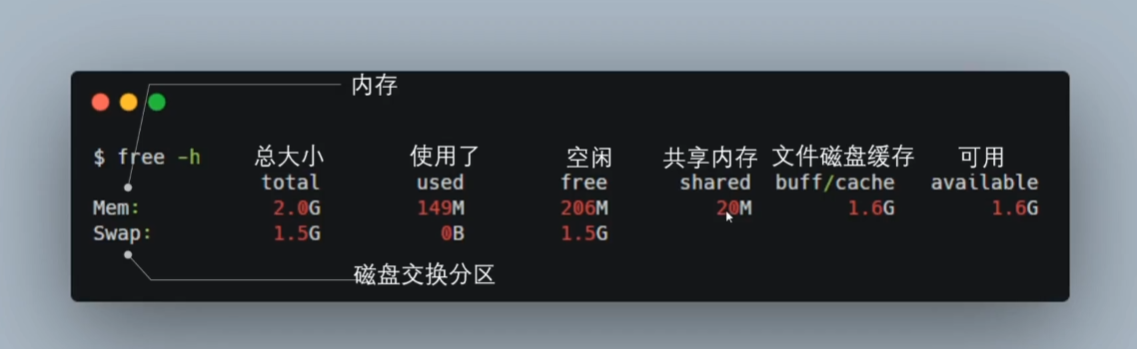 内存
$ free -h
总大小 使用了 空闲 共享内存 文件磁盘缓存 可用
total used free shared buff/cache available
Mem: 2.0G 149M 206M 20M 1.6G 1.6G
Swap: 1.5G 0B 1.5G
磁盘交换分区